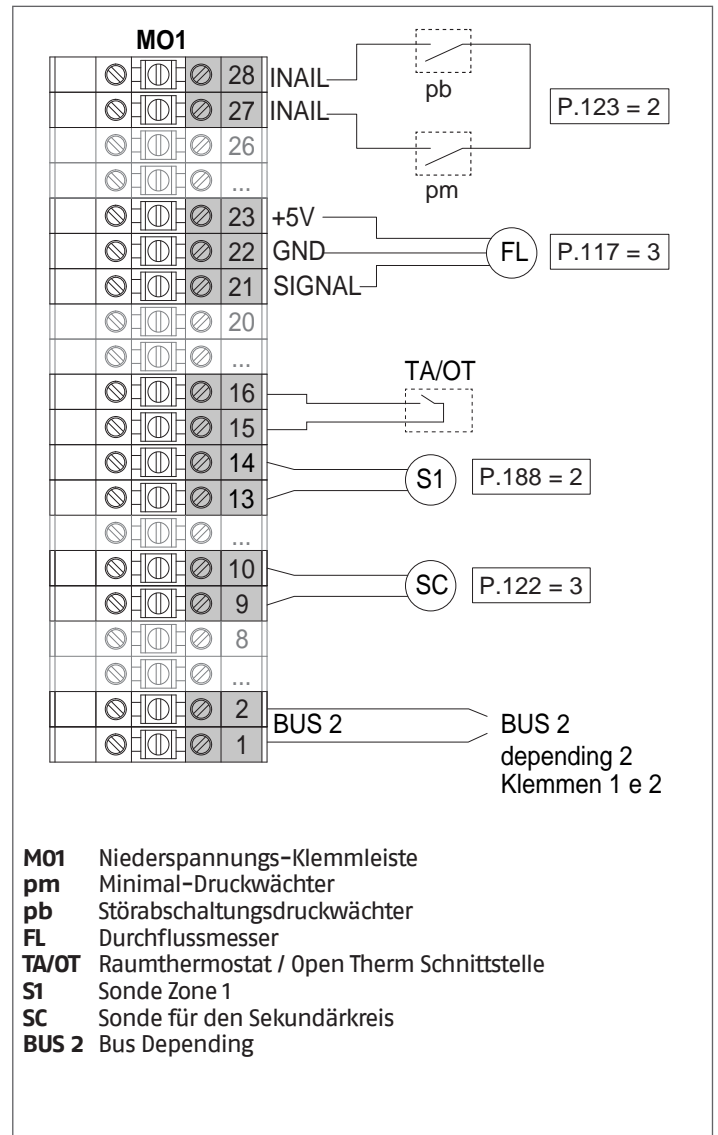 MO1
28 INAIL
pb
27 INAIL
P.123 = 2
26
pm
...
23 +5V
22 GND FL P.117 = 3
21 SIGNAL
20
...
TA/OT
16
15
14
S1 P.188 = 2
13
...
10
SC P.122 = 3
9
8
...
2
BUS 2 BUS 2
1
depending 2
Klemmen 1 e 2
MO1 Niederspannungs-Klemmleiste
pm Minimal-Druckwächter
pb Störabschaltungsdruckwächter
FL Durchflussmesser
TA/OT Raumthermostat / Open Therm Schnittstelle
S1 Sonde Zone 1
SC Sonde für den Sekundärkreis
BUS 2 Bus Depending